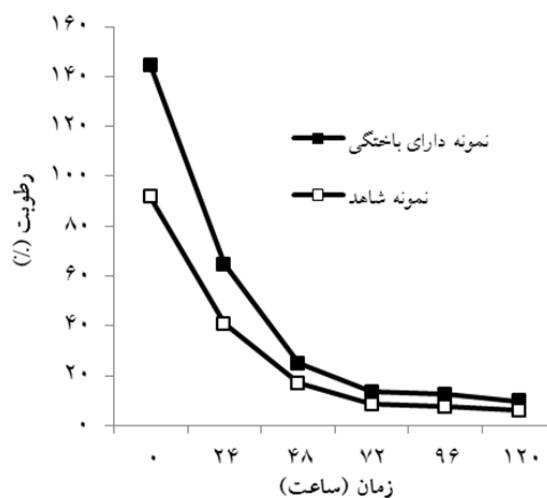 ۱۶۰
۱۴۰
۱۲۰
۱۰۰
۸۰
۶۰
۴۰
۲۰
۰
رطوبت (%)
نمونه دارای باختگی
نمونه شاهد
۰ ۲۴ ۴۸ ۷۲ ۹۶ ۱۲۰
زمان (ساعت)